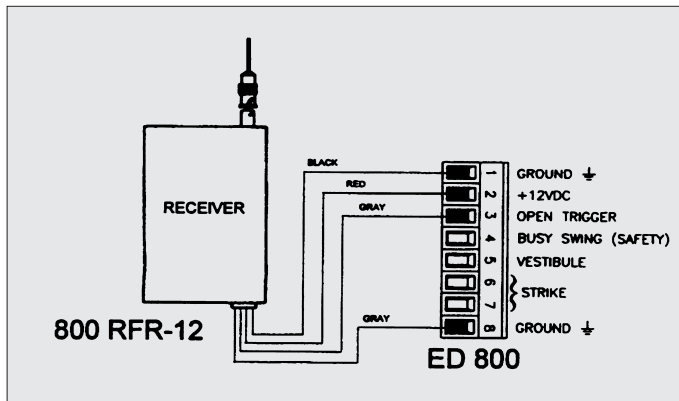 BLACK
RED
GRAY
RECEIVER
GRAY
800 RFR-12
1 GROUND
2 +12VDC
3 OPEN TRIGGER
4 BUSY SWING (SAFETY)
5 VESTIBULE
6
STRIKE
7
8 GROUND
ED 800